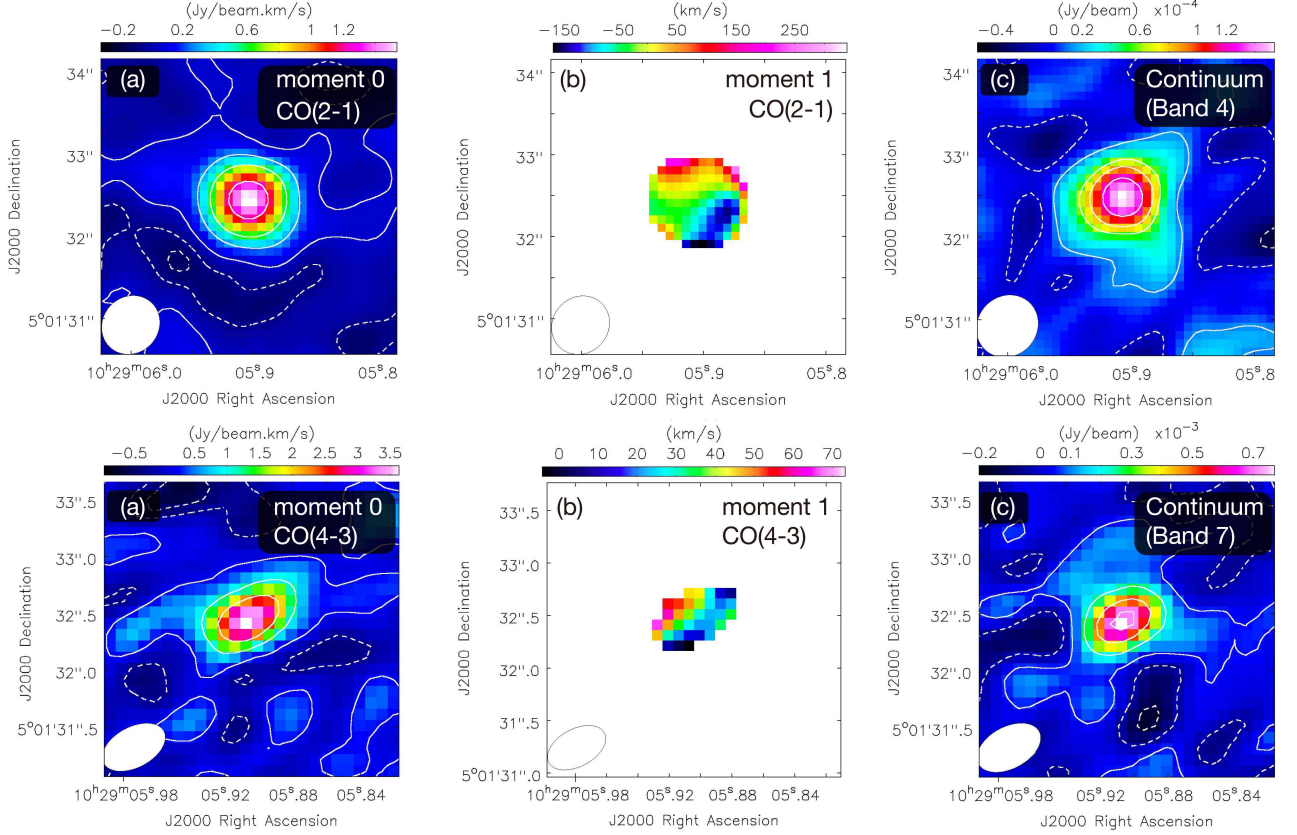 (Jy/beam.km/s)
−0.2 0.2 0.6 1 1.2
(a)
moment 0
CO(2-1)
34''
33''
32''
5°01'31''
J2000 Declination
10ʰ29ᵐ06ˢ.0 05ˢ.9 05ˢ.8
J2000 Right Ascension
(km/s)
−150 −50 50 150 250
(b)
moment 1
CO(2-1)
34''
33''
32''
5°01'31''
J2000 Declination
10ʰ29ᵐ06ˢ.0 05ˢ.9 05ˢ.8
J2000 Right Ascension
(Jy/beam) x10⁻⁴
−0.4 0 0.2 0.6 1 1.2
(c)
Continuum
(Band 4)
34''
33''
32''
5°01'31''
J2000 Declination
10ʰ29ᵐ06ˢ.0 05ˢ.9 05ˢ.8
J2000 Right Ascension
(Jy/beam.km/s)
−0.5 0.5 1 1.5 2 2.5 3 3.5
(a)
moment 0
CO(4-3)
33''.5
33''.0
32''.5
32''.0
5°01'31''.5
J2000 Declination
10ʰ29ᵐ05ˢ.98 05ˢ.92 05ˢ.88 05ˢ.84
J2000 Right Ascension
(km/s)
0 10 20 30 40 50 60 70
(b)
moment 1
CO(4-3)
33''.5
33''.0
32''.5
32''.0
31''.5
5°01'31''.0
J2000 Declination
10ʰ29ᵐ05ˢ.98 05ˢ.92 05ˢ.88 05ˢ.84
J2000 Right Ascension
(Jy/beam) x10⁻³
−0.2 0 0.1 0.3 0.5 0.7
(c)
Continuum
(Band 7)
33''.5
33''.0
32''.5
32''.0
5°01'31''.5
J2000 Declination
10ʰ29ᵐ05ˢ.98 05ˢ.92 05ˢ.88 05ˢ.84
J2000 Right Ascension